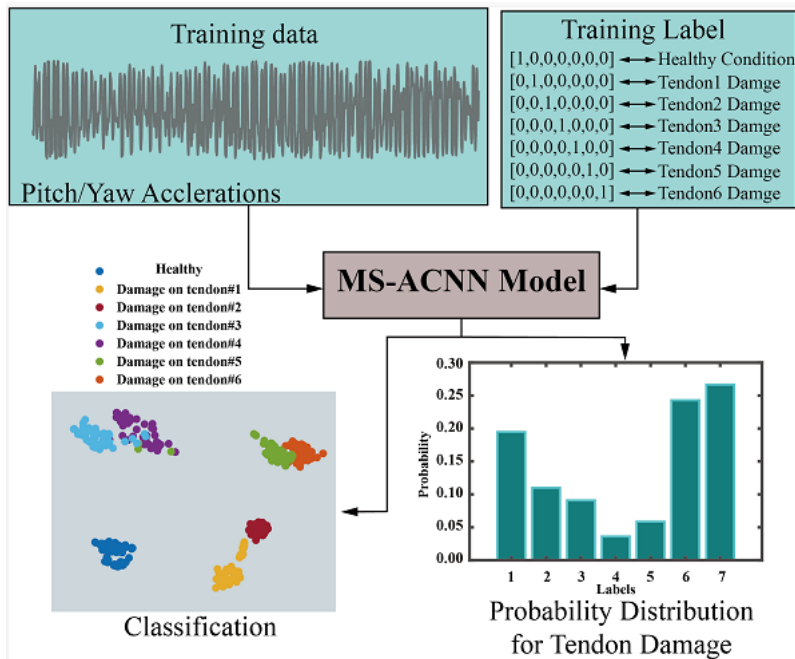 Training data
Pitch/Yaw Acclerations
Training Label
[1,0,0,0,0,0,0] ↔ Healthy Condition
[0,1,0,0,0,0,0] ↔ Tendon1 Damge
[0,0,1,0,0,0,0] ↔ Tendon2 Damge
[0,0,0,1,0,0,0] ↔ Tendon3 Damge
[0,0,0,0,1,0,0] ↔ Tendon4 Damge
[0,0,0,0,0,1,0] ↔ Tendon5 Damge
[0,0,0,0,0,0,1] ↔ Tendon6 Damge
MS-ACNN Model
Healthy
Damage on tendon#1
Damage on tendon#2
Damage on tendon#3
Damage on tendon#4
Damage on tendon#5
Damage on tendon#6
Classification
0.30
0.25
0.20
0.15
0.10
0.05
0.00
Probability
1 2 3 4 5 6 7
Labels
Probability Distribution
for Tendon Damage